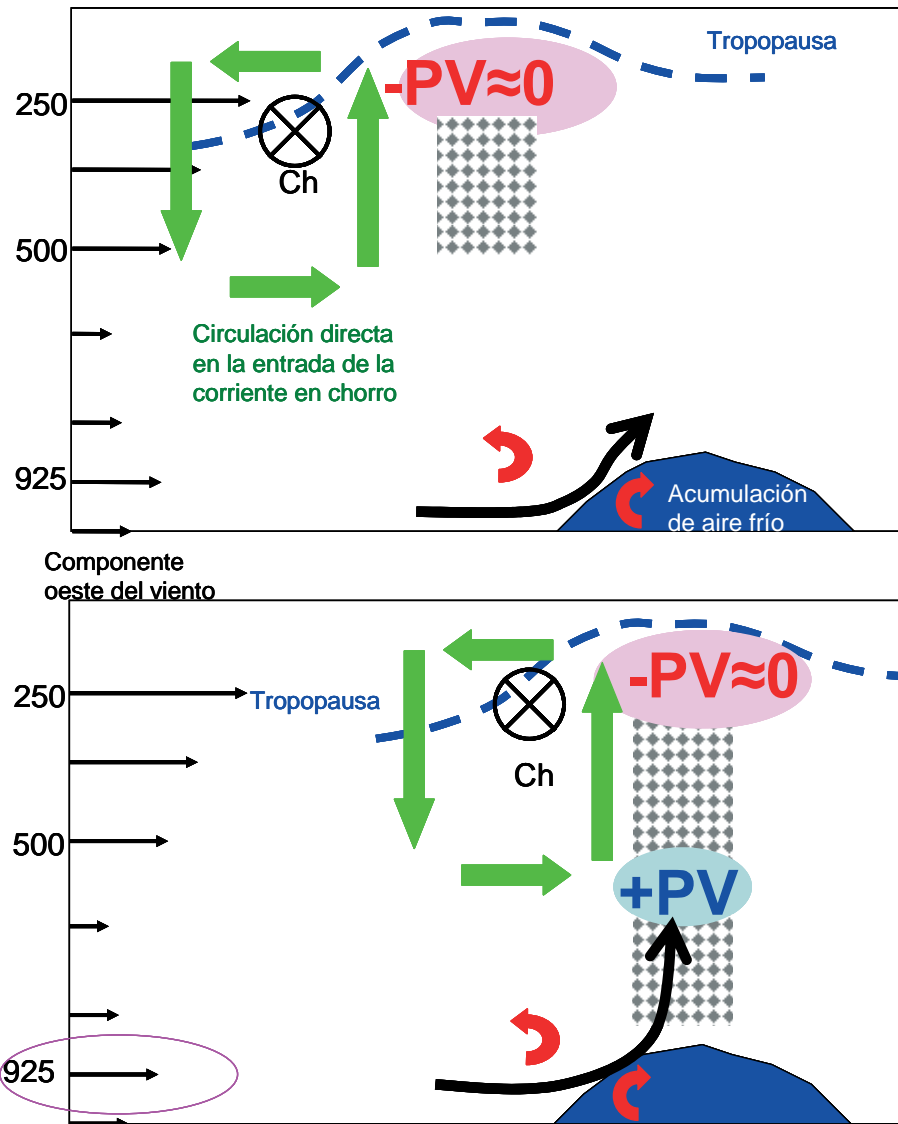 Tropopausa
-PV≈0
250
Ch
500
Circulación directa
en la entrada de la
corriente en chorro
925
Acumulación
de aire frío
Componente
oeste del viento
-PV≈0
250
Tropopausa
Ch
500
+PV
925